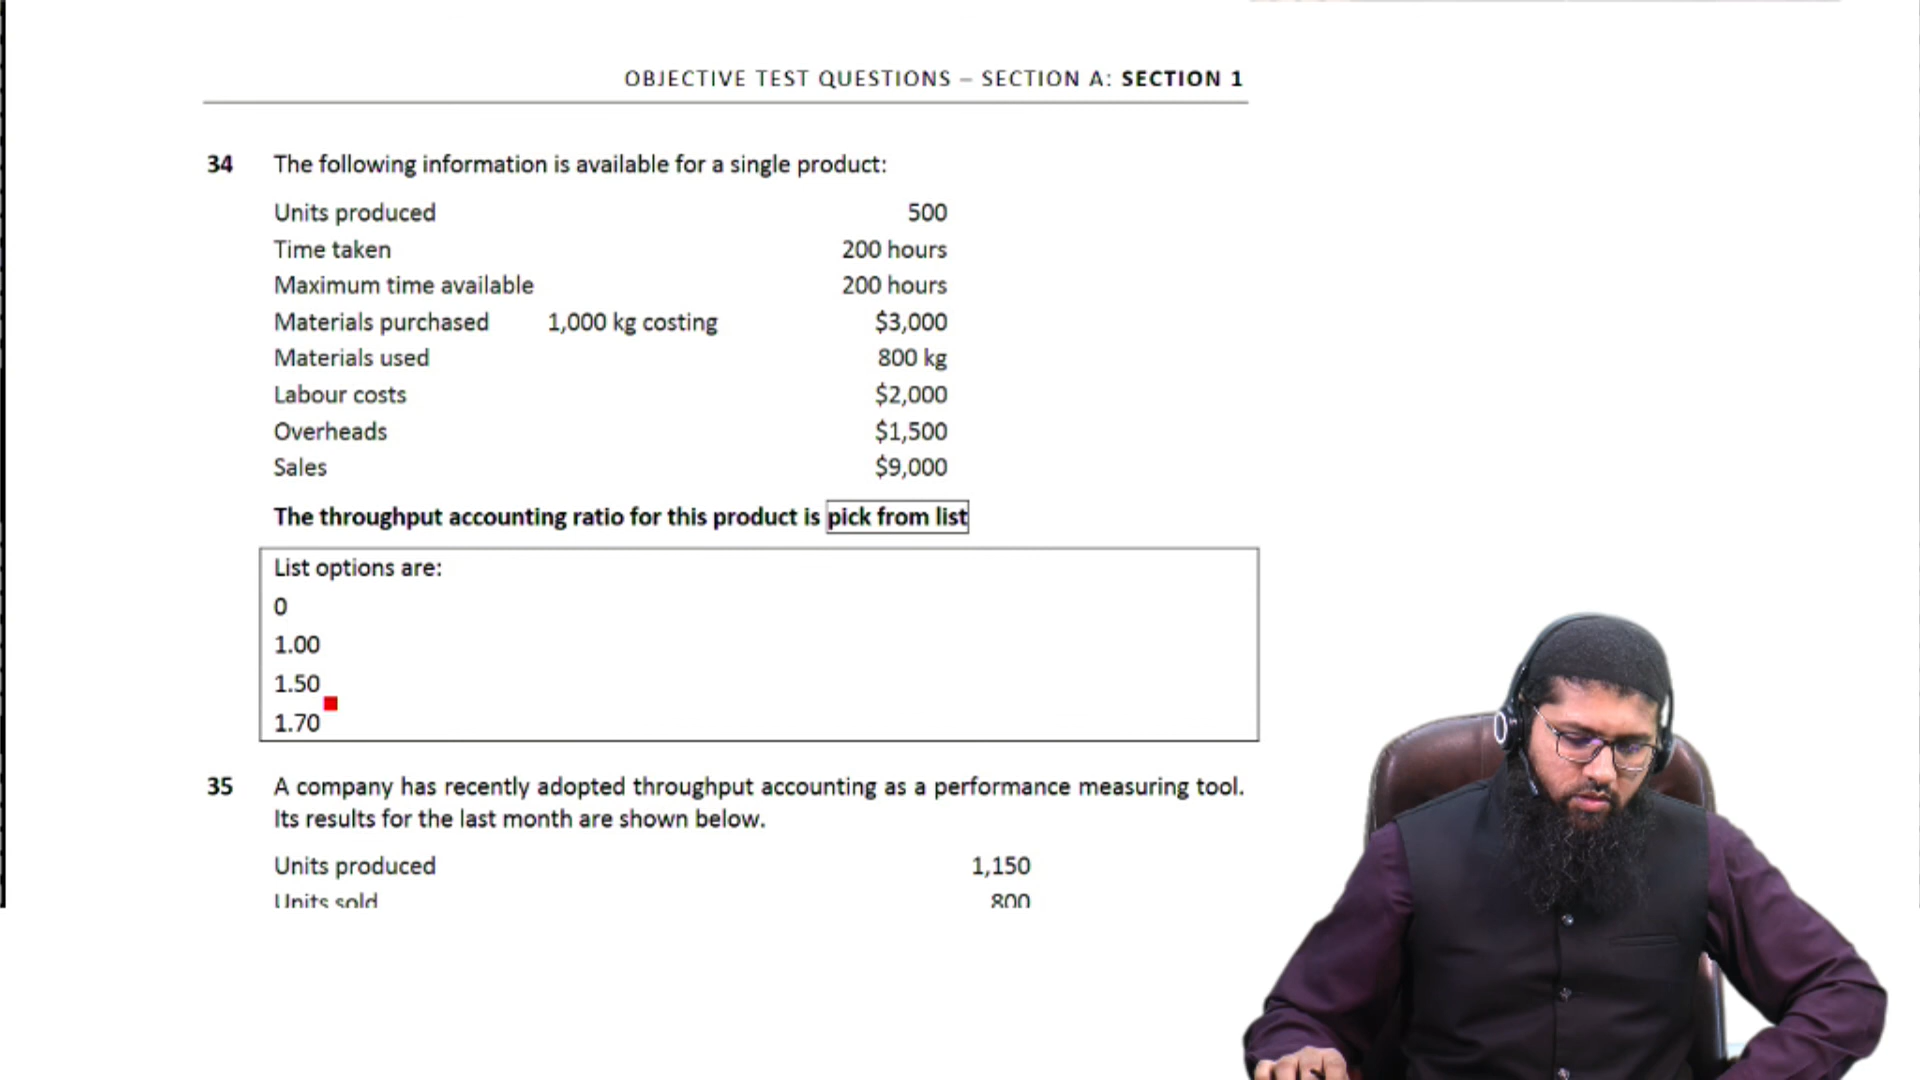 OBJECTIVE TEST QUESTIONS – SECTION A: SECTION 1
34 The following information is available for a single product:
Units produced 500
Time taken 200 hours
Maximum time available 200 hours
Materials purchased 1,000 kg costing $3,000
Materials used 800 kg
Labour costs $2,000
Overheads $1,500
Sales $9,000
The throughput accounting ratio for this product is pick from list
List options are:
0
1.00
1.50
1.70
35 A company has recently adopted throughput accounting as a performance measuring tool.
Its results for the last month are shown below.
Units produced 1,150
Units sold 800